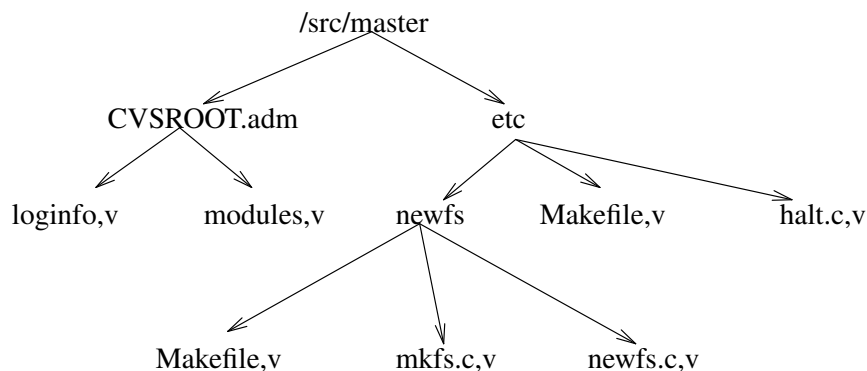 /src/master
CVSROOT.adm etc
loginfo,v modules,v newfs Makefile,v halt.c,v
Makefile,v mkfs.c,v newfs.c,v